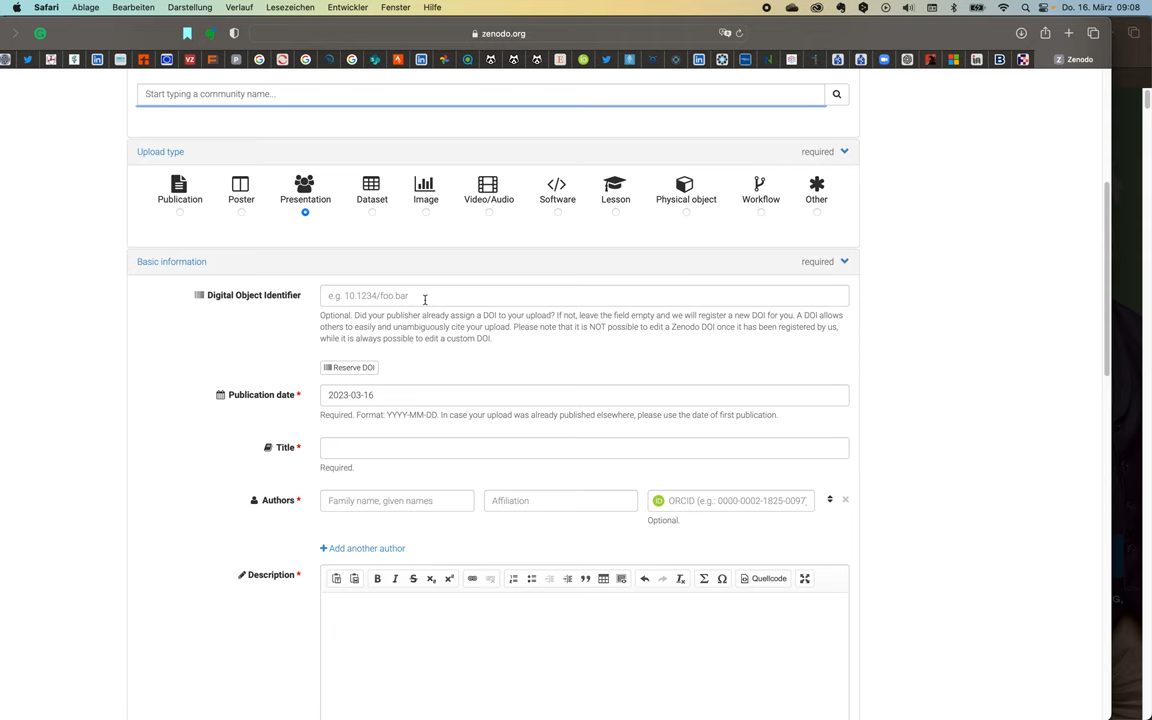 Safari Ablage Bearbeiten Darstellung Verlauf Lesezeichen Entwickler Fenster Hilfe Do. 16. März 09:08
zenodo.org
Zenodo
Start typing a community name...
Upload type required
Publication Poster Presentation Dataset Image Video/Audio Software Lesson Physical object Workflow Other
Basic information required
Digital Object Identifier e.g. 10.1234/foo.bar
Optional. Did your publisher already assign a DOI to your upload? If not, leave the field empty and we will register a new DOI for you. A DOI allows
others to easily and unambiguously cite your upload. Please note that it is NOT possible to edit a Zenodo DOI once it has been registered by us,
while it is always possible to edit a custom DOI.
Reserve DOI
Publication date * 2023-03-16
Required. Format: YYYY-MM-DD. In case your upload was already published elsewhere, please use the date of first publication.
Title *
Required.
Authors * Family name, given names Affiliation ORCID (e.g.: 0000-0002-1825-0097)
Optional.
+ Add another author
Description * B I S Quellcode